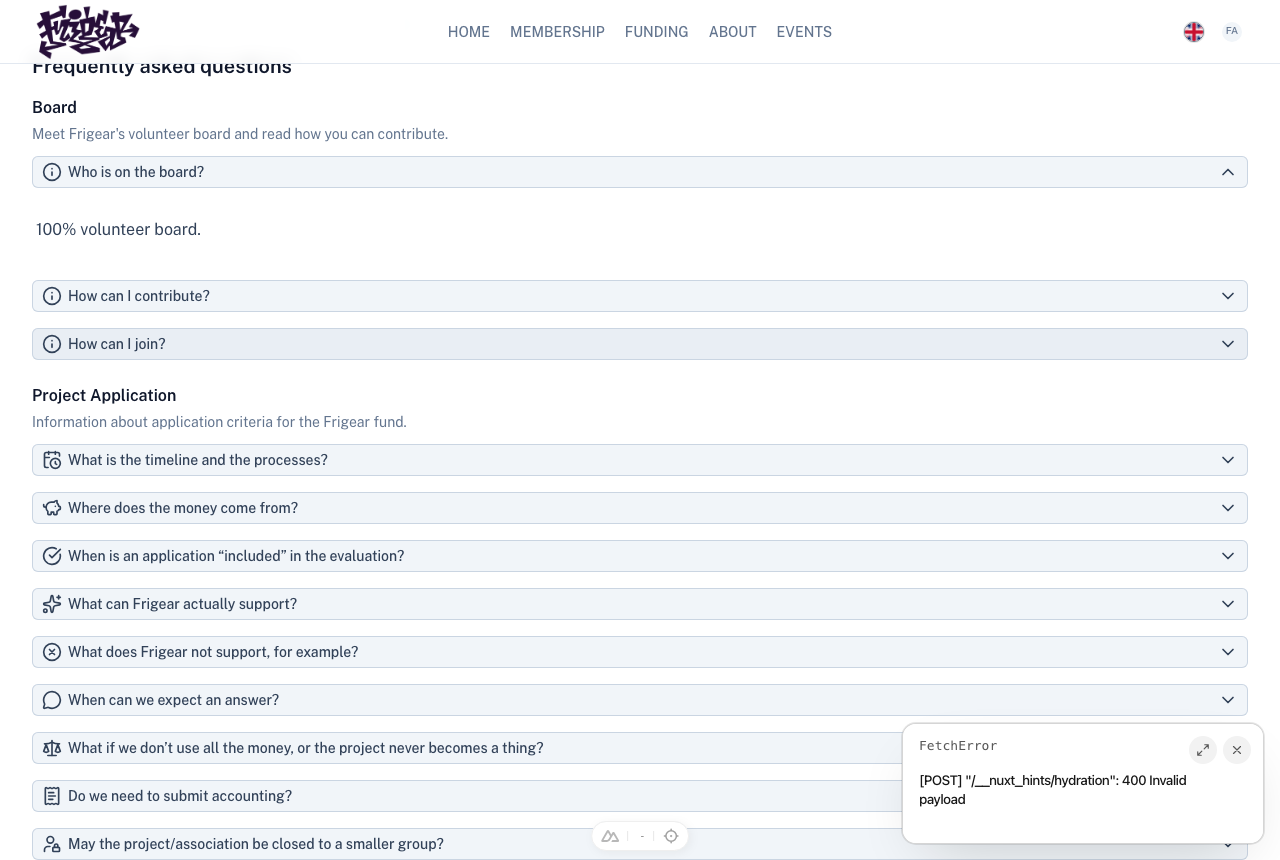 Frigear
HOME MEMBERSHIP FUNDING ABOUT EVENTS
FA
Frequently asked questions
Board
Meet Frigear's volunteer board and read how you can contribute.
Who is on the board?
100% volunteer board.
How can I contribute?
How can I join?
Project Application
Information about application criteria for the Frigear fund.
What is the timeline and the processes?
Where does the money come from?
When is an application “included” in the evaluation?
What can Frigear actually support?
What does Frigear not support, for example?
When can we expect an answer?
What if we don’t use all the money, or the project never becomes a thing?
Do we need to submit accounting?
May the project/association be closed to a smaller group?
FetchError
[POST] "/__nuxt_hints/hydration": 400 Invalid
payload
-